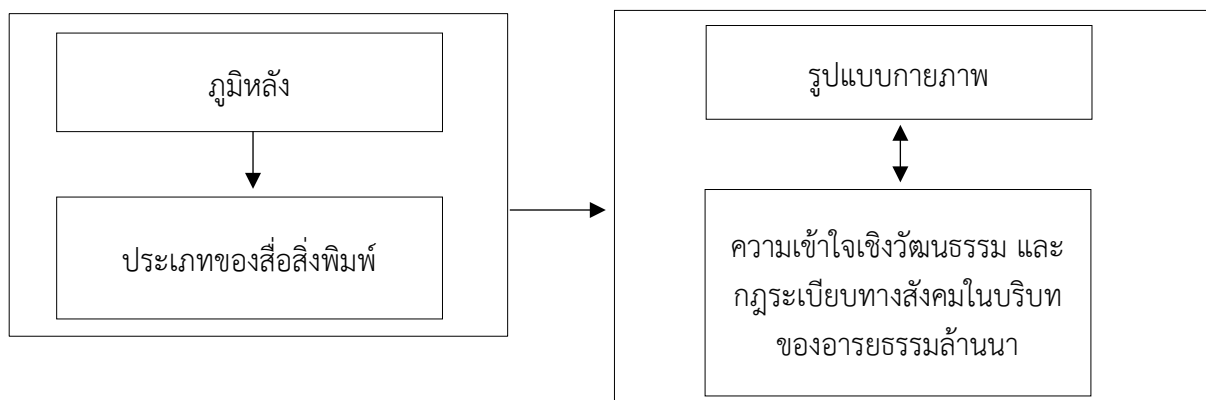 ภูมิหลัง
ประเภทของสื่อสิ่งพิมพ์
รูปแบบกายภาพ
ความเข้าใจเชิงวัฒนธรรม และ
กฎระเบียบทางสังคมในบริบท
ของอารยธรรมล้านนา